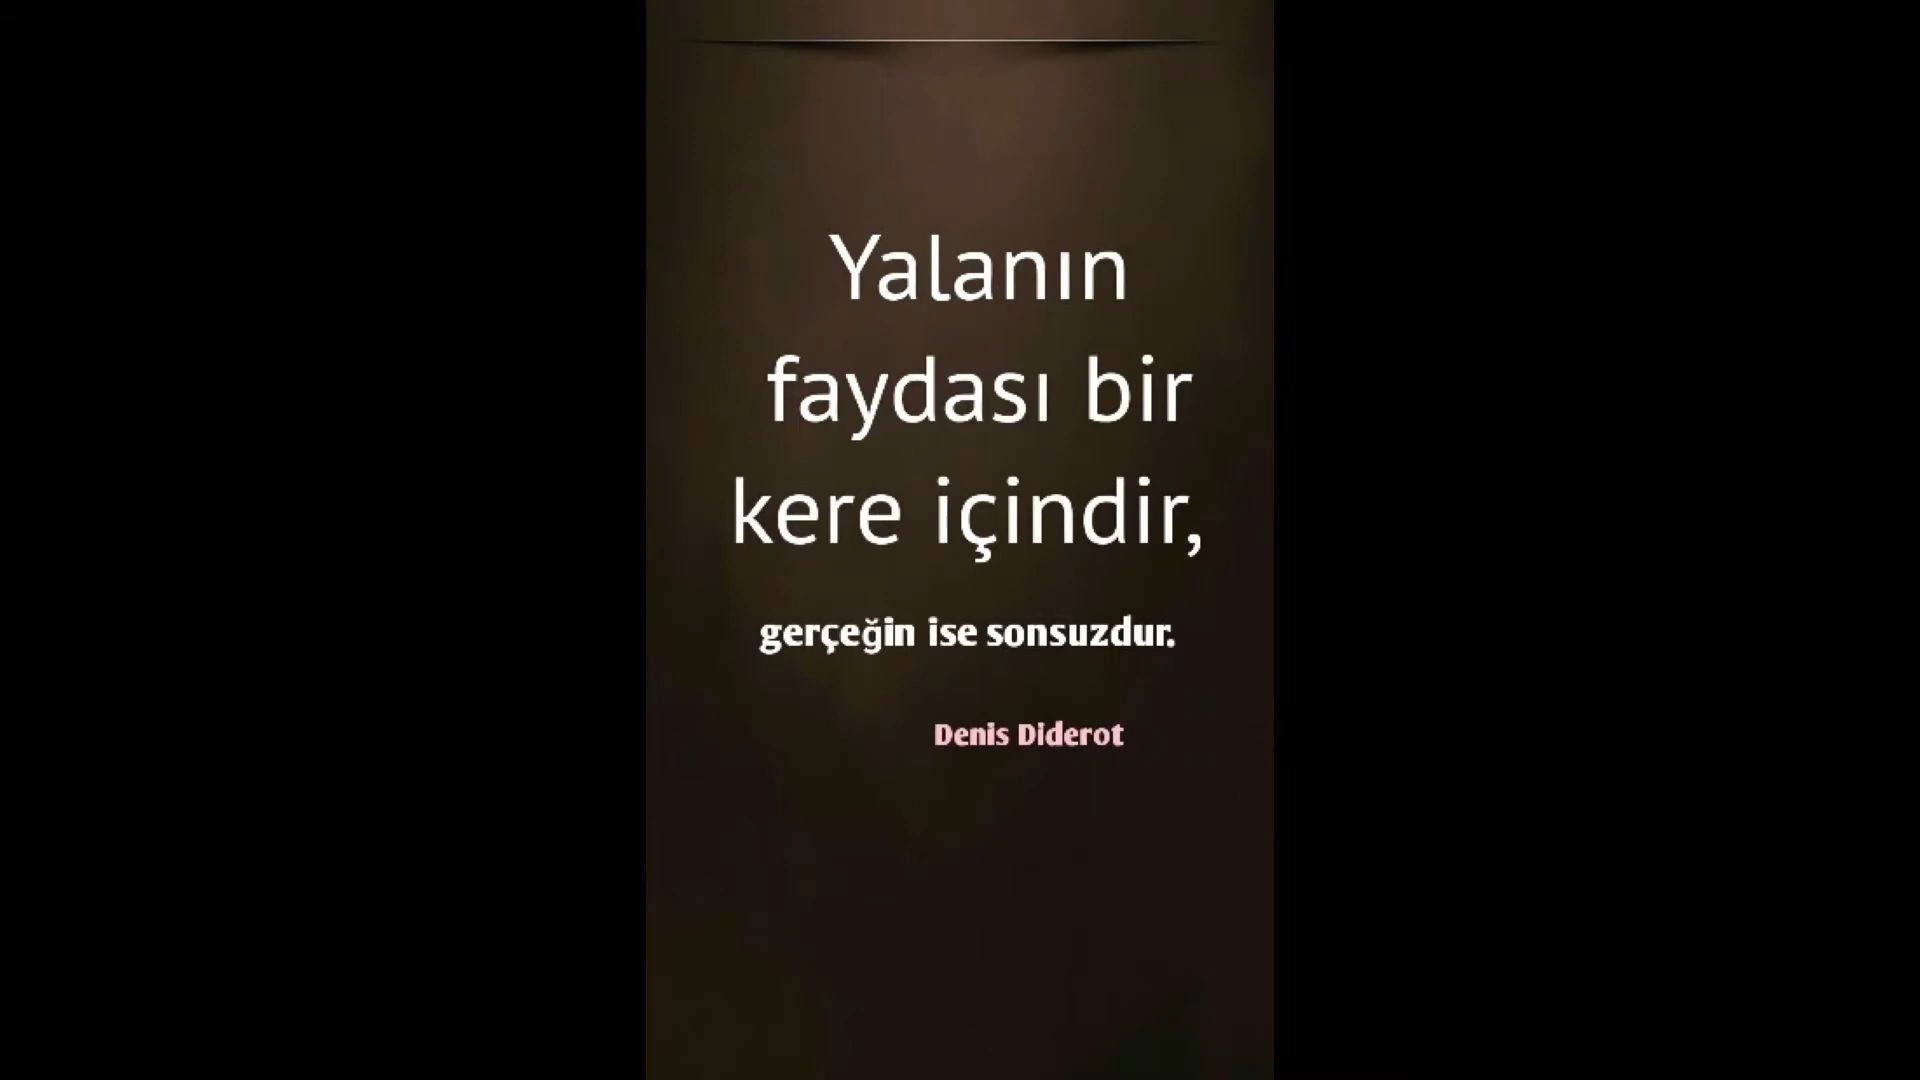 Yalanın
faydası bir
kere içindir,
gerçeğin ise sonsuzdur.
Denis Diderot